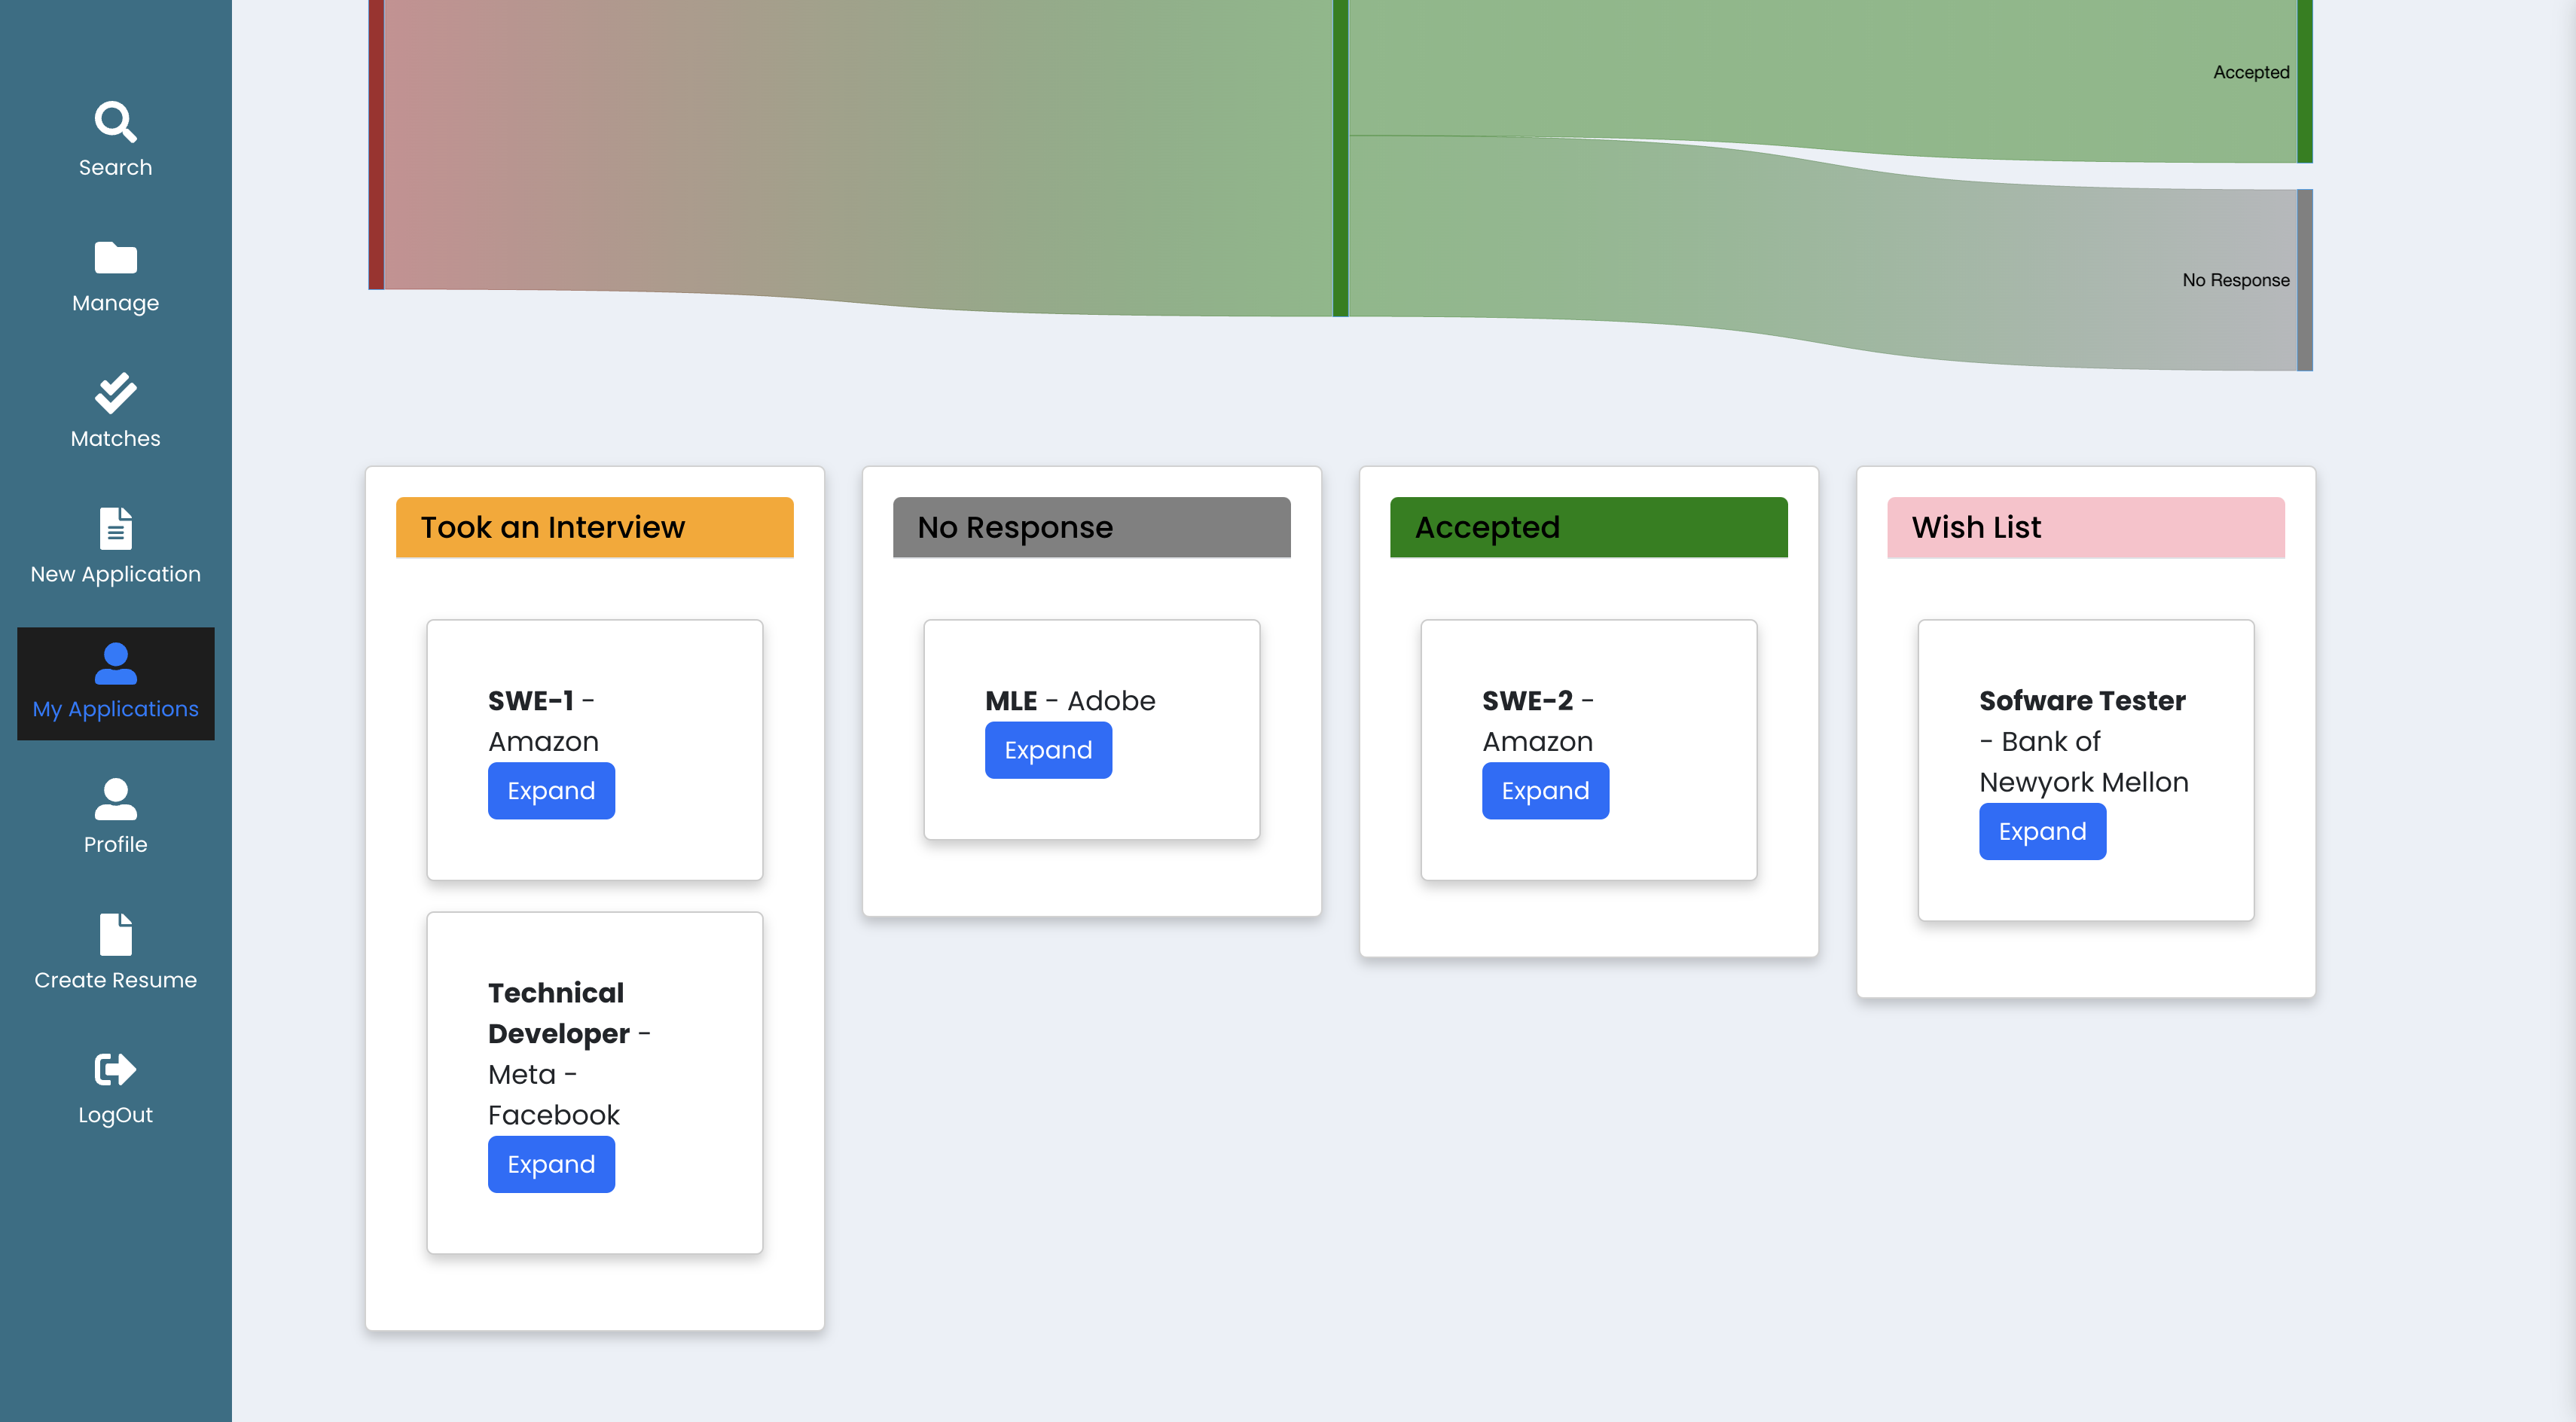 Search
Manage
Matches
New Application
My Applications
Profile
Create Resume
LogOut
Accepted
No Response
Took an Interview
SWE-1 -
Amazon
Expand
Technical
Developer -
Meta -
Facebook
Expand
No Response
MLE - Adobe
Expand
Accepted
SWE-2 -
Amazon
Expand
Wish List
Sofware Tester
- Bank of
Newyork Mellon
Expand